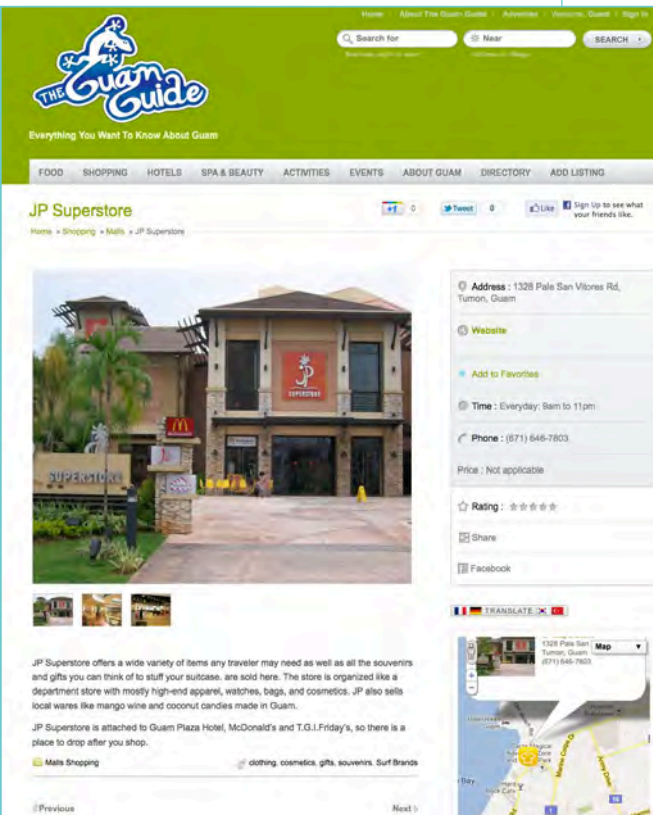 Home About The Guam Guide Advertise Welcome, Guest Sign In
Search for
Near
SEARCH
THE Guam Guide
Everything You Want To Know About Guam
FOOD SHOPPING HOTELS SPA & BEAUTY ACTIVITIES EVENTS ABOUT GUAM DIRECTORY ADD LISTING
JP Superstore
+1 0 Tweet 0 Like Sign Up to see what your friends like.
Home » Shopping » Malls » JP Superstore
JP
SUPERSTORE
SUPERSTORE
Address : 1328 Pale San Vitores Rd,
Tumon, Guam
Website
Add to Favorites
Time : Everyday: 9am to 11pm
Phone : (671) 646-7803
Price : Not applicable
Rating :
Share
Facebook
TRANSLATE
1328 Pale San
Tumon, Guam
(671) 646-7803
Map
JP Superstore offers a wide variety of items any traveler may need as well as all the souvenirs
and gifts you can think of to stuff your suitcase. are sold here. The store is organized like a
department store with mostly high-end apparel, watches, bags, and cosmetics. JP also sells
local wares like mango wine and coconut candies made in Guam.
JP Superstore is attached to Guam Plaza Hotel, McDonald's and T.G.I.Friday's, so there is a
place to drop after you shop.
Malls Shopping
clothing, cosmetics, gifts, souvenirs, Surf Brands
Previous
Next